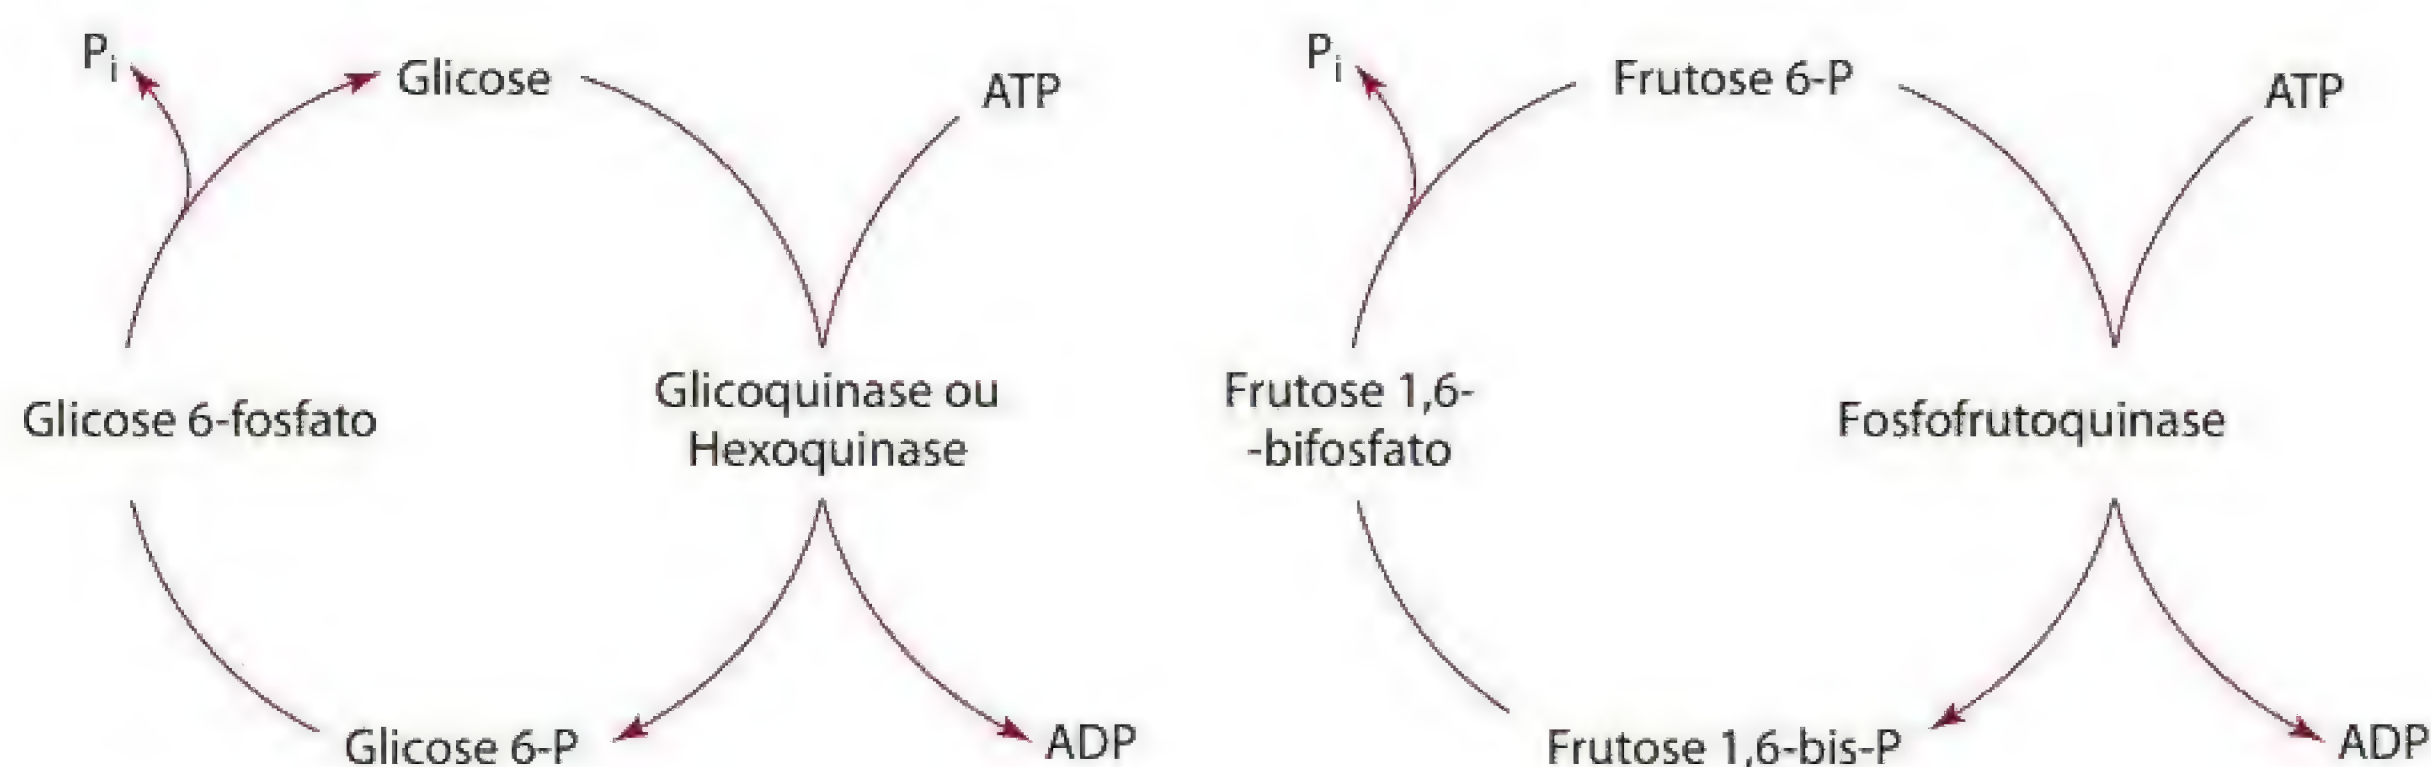 Pi
Glicose
ATP
Glicose 6-fosfato
Glicoquinase ou
Hexoquinase
Glicose 6-P
ADP
Pi
Frutose 6-P
ATP
Frutose 1,6-
-bifosfato
Fosfofrutoquinase
Frutose 1,6-bis-P
ADP